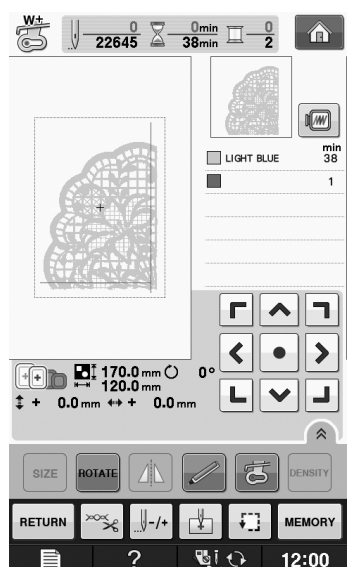 W+ 0 0min 0
22645 38min 2
min
LIGHT BLUE 38
1
170.0 mm 0°
120.0 mm
+ 0.0 mm + 0.0 mm
SIZE ROTATE DENSITY
RETURN -/+ MEMORY
? 12:00